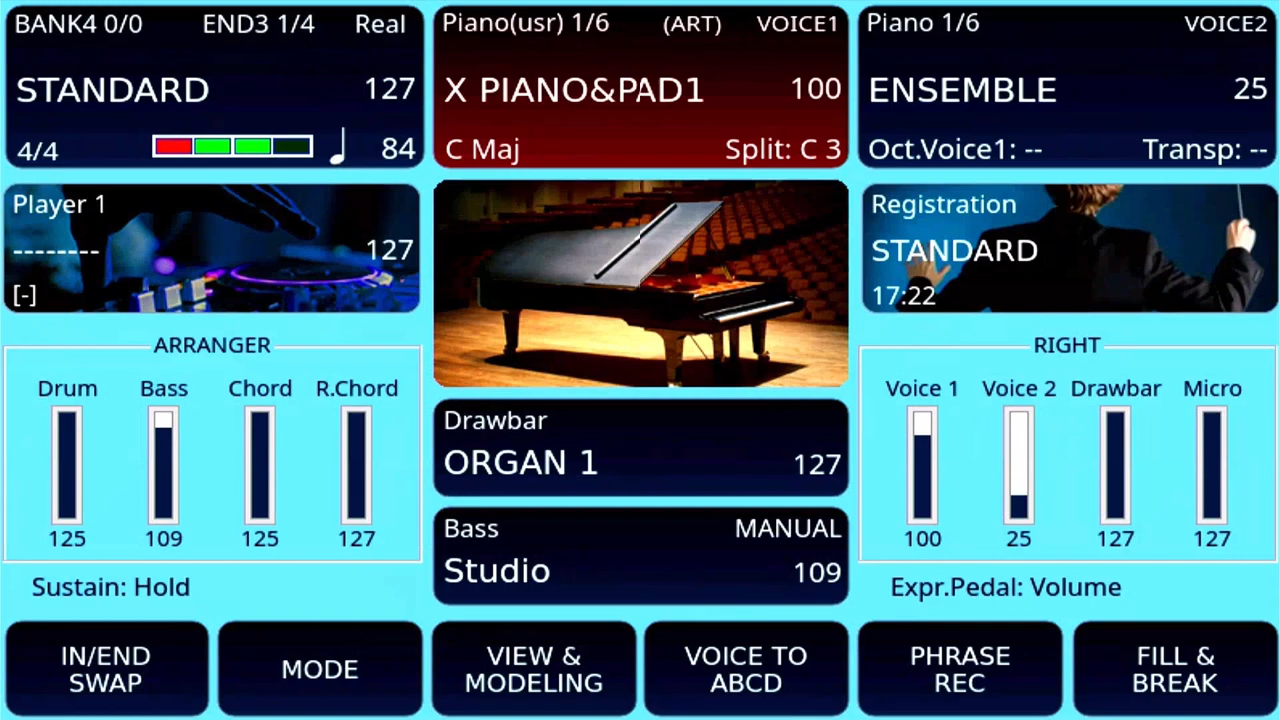 BANK4 0/0 END3 1/4 Real
STANDARD 127
4/4 84
Piano(usr) 1/6 (ART) VOICE1
X PIANO&PAD1 100
C Maj Split: C 3
Piano 1/6 VOICE2
ENSEMBLE 25
Oct.Voice1: -- Transp: --
Player 1
-------- 127
[-]
Registration
STANDARD
17:22
ARRANGER
Drum Bass Chord R.Chord
125 109 125 127
Sustain: Hold
Drawbar
ORGAN 1 127
Bass MANUAL
Studio 109
RIGHT
Voice 1 Voice 2 Drawbar Micro
100 25 127 127
Expr.Pedal: Volume
IN/END
SWAP
MODE
VIEW &
MODELING
VOICE TO
ABCD
PHRASE
REC
FILL &
BREAK